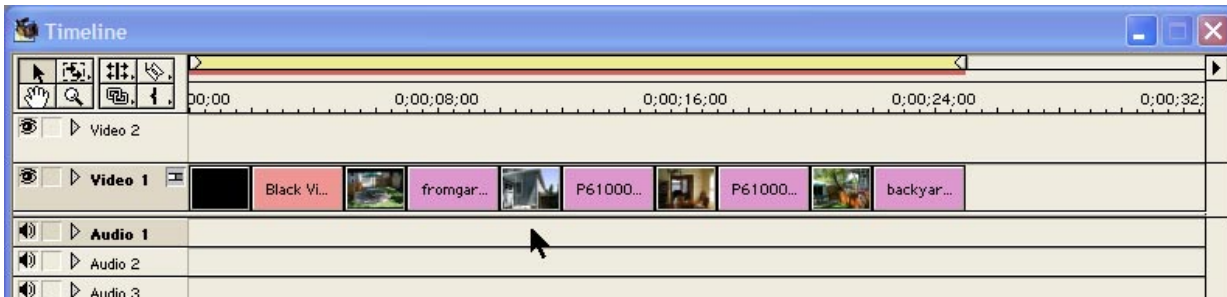 Timeline
00;00 0;00;08;00 0;00;16;00 0;00;24;00 0;00;32;
Video 2
Video 1
Black Vi... fromgar... P61000... P61000... backyar...
Audio 1
Audio 2
Audio 3